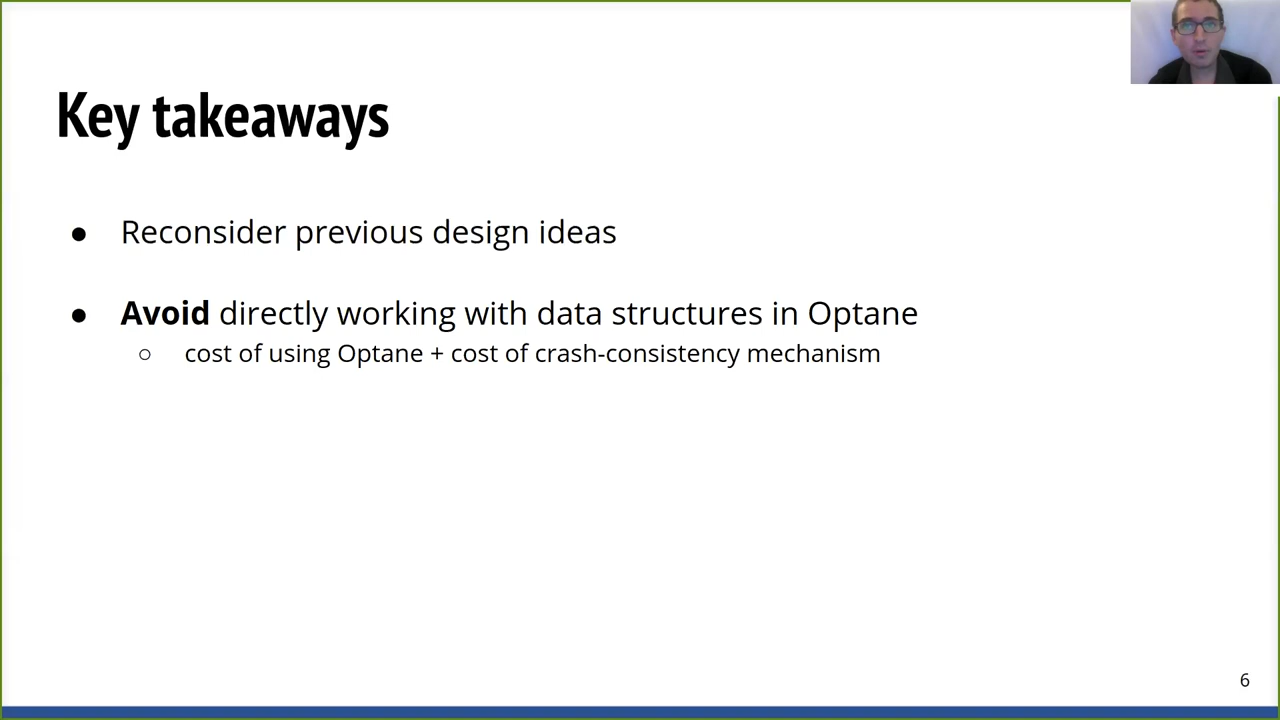 Key takeaways
● Reconsider previous design ideas
● Avoid directly working with data structures in Optane
○ cost of using Optane + cost of crash-consistency mechanism
6